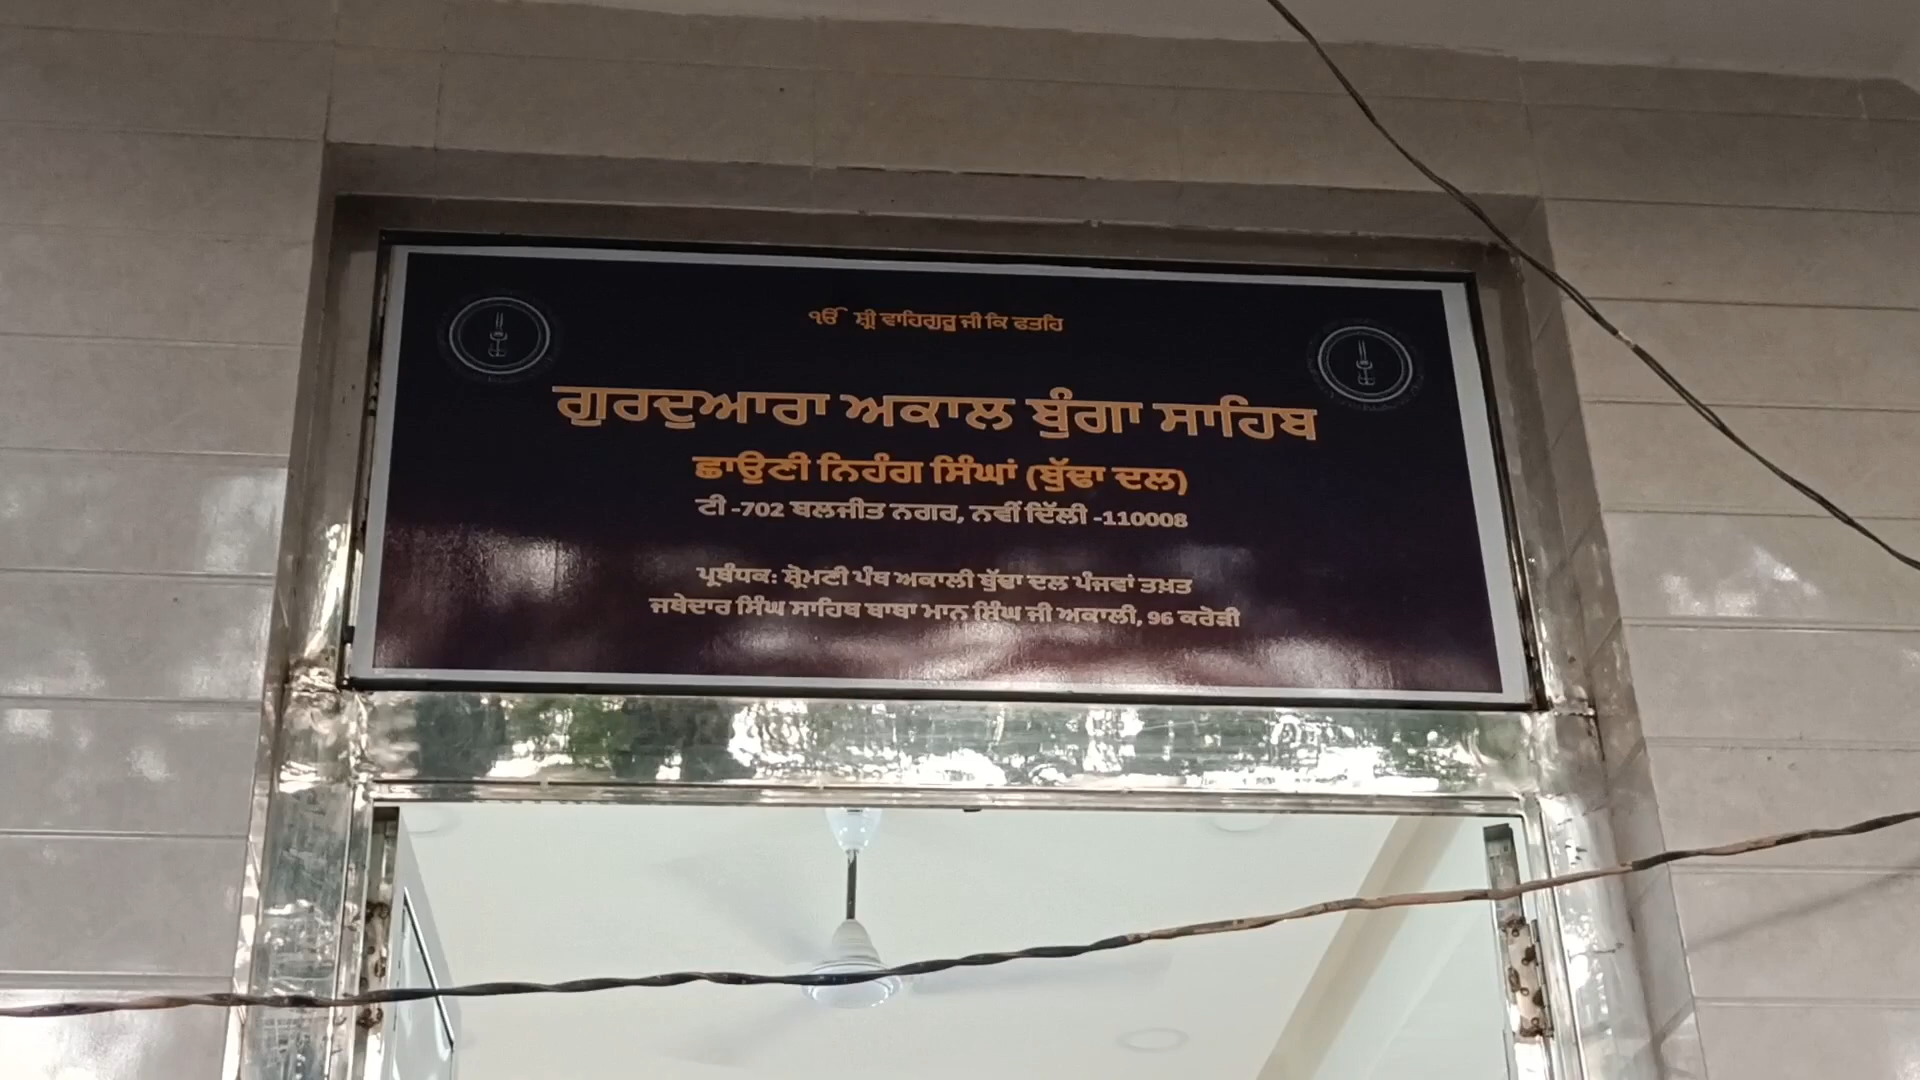 ੴ ਸ਼੍ਰੀ ਵਾਹਿਗੁਰੂ ਜੀ ਕਿ ਫਤਹਿ
ਗੁਰਦੁਆਰਾ ਅਕਾਲ ਬੁੰਗਾ ਸਾਹਿਬ
ਛਾਉਣੀ ਨਿਹੰਗ ਸਿੰਘਾਂ (ਬੁੱਢਾ ਦਲ)
ਟੀ -702 ਬਲਜੀਤ ਨਗਰ, ਨਵੀਂ ਦਿੱਲੀ -110008
ਪ੍ਰਬੰਧਕ: ਸ਼੍ਰੋਮਣੀ ਪੰਥ ਅਕਾਲੀ ਬੁੱਢਾ ਦਲ ਪੰਜਵਾਂ ਤਖ਼ਤ
ਜਥੇਦਾਰ ਸਿੰਘ ਸਾਹਿਬ ਬਾਬਾ ਮਾਨ ਸਿੰਘ ਜੀ ਅਕਾਲੀ, 96 ਕਰੋੜੀ